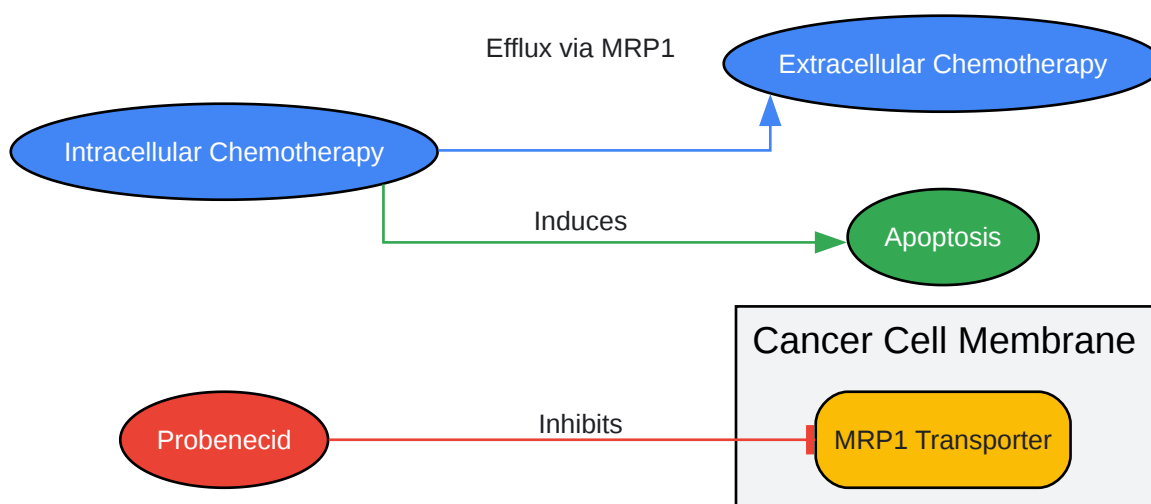 Efflux via MRP1
Extracellular Chemotherapy
Intracellular Chemotherapy
Induces
Apoptosis
Cancer Cell Membrane
Probenecid
Inhibits
MRP1 Transporter